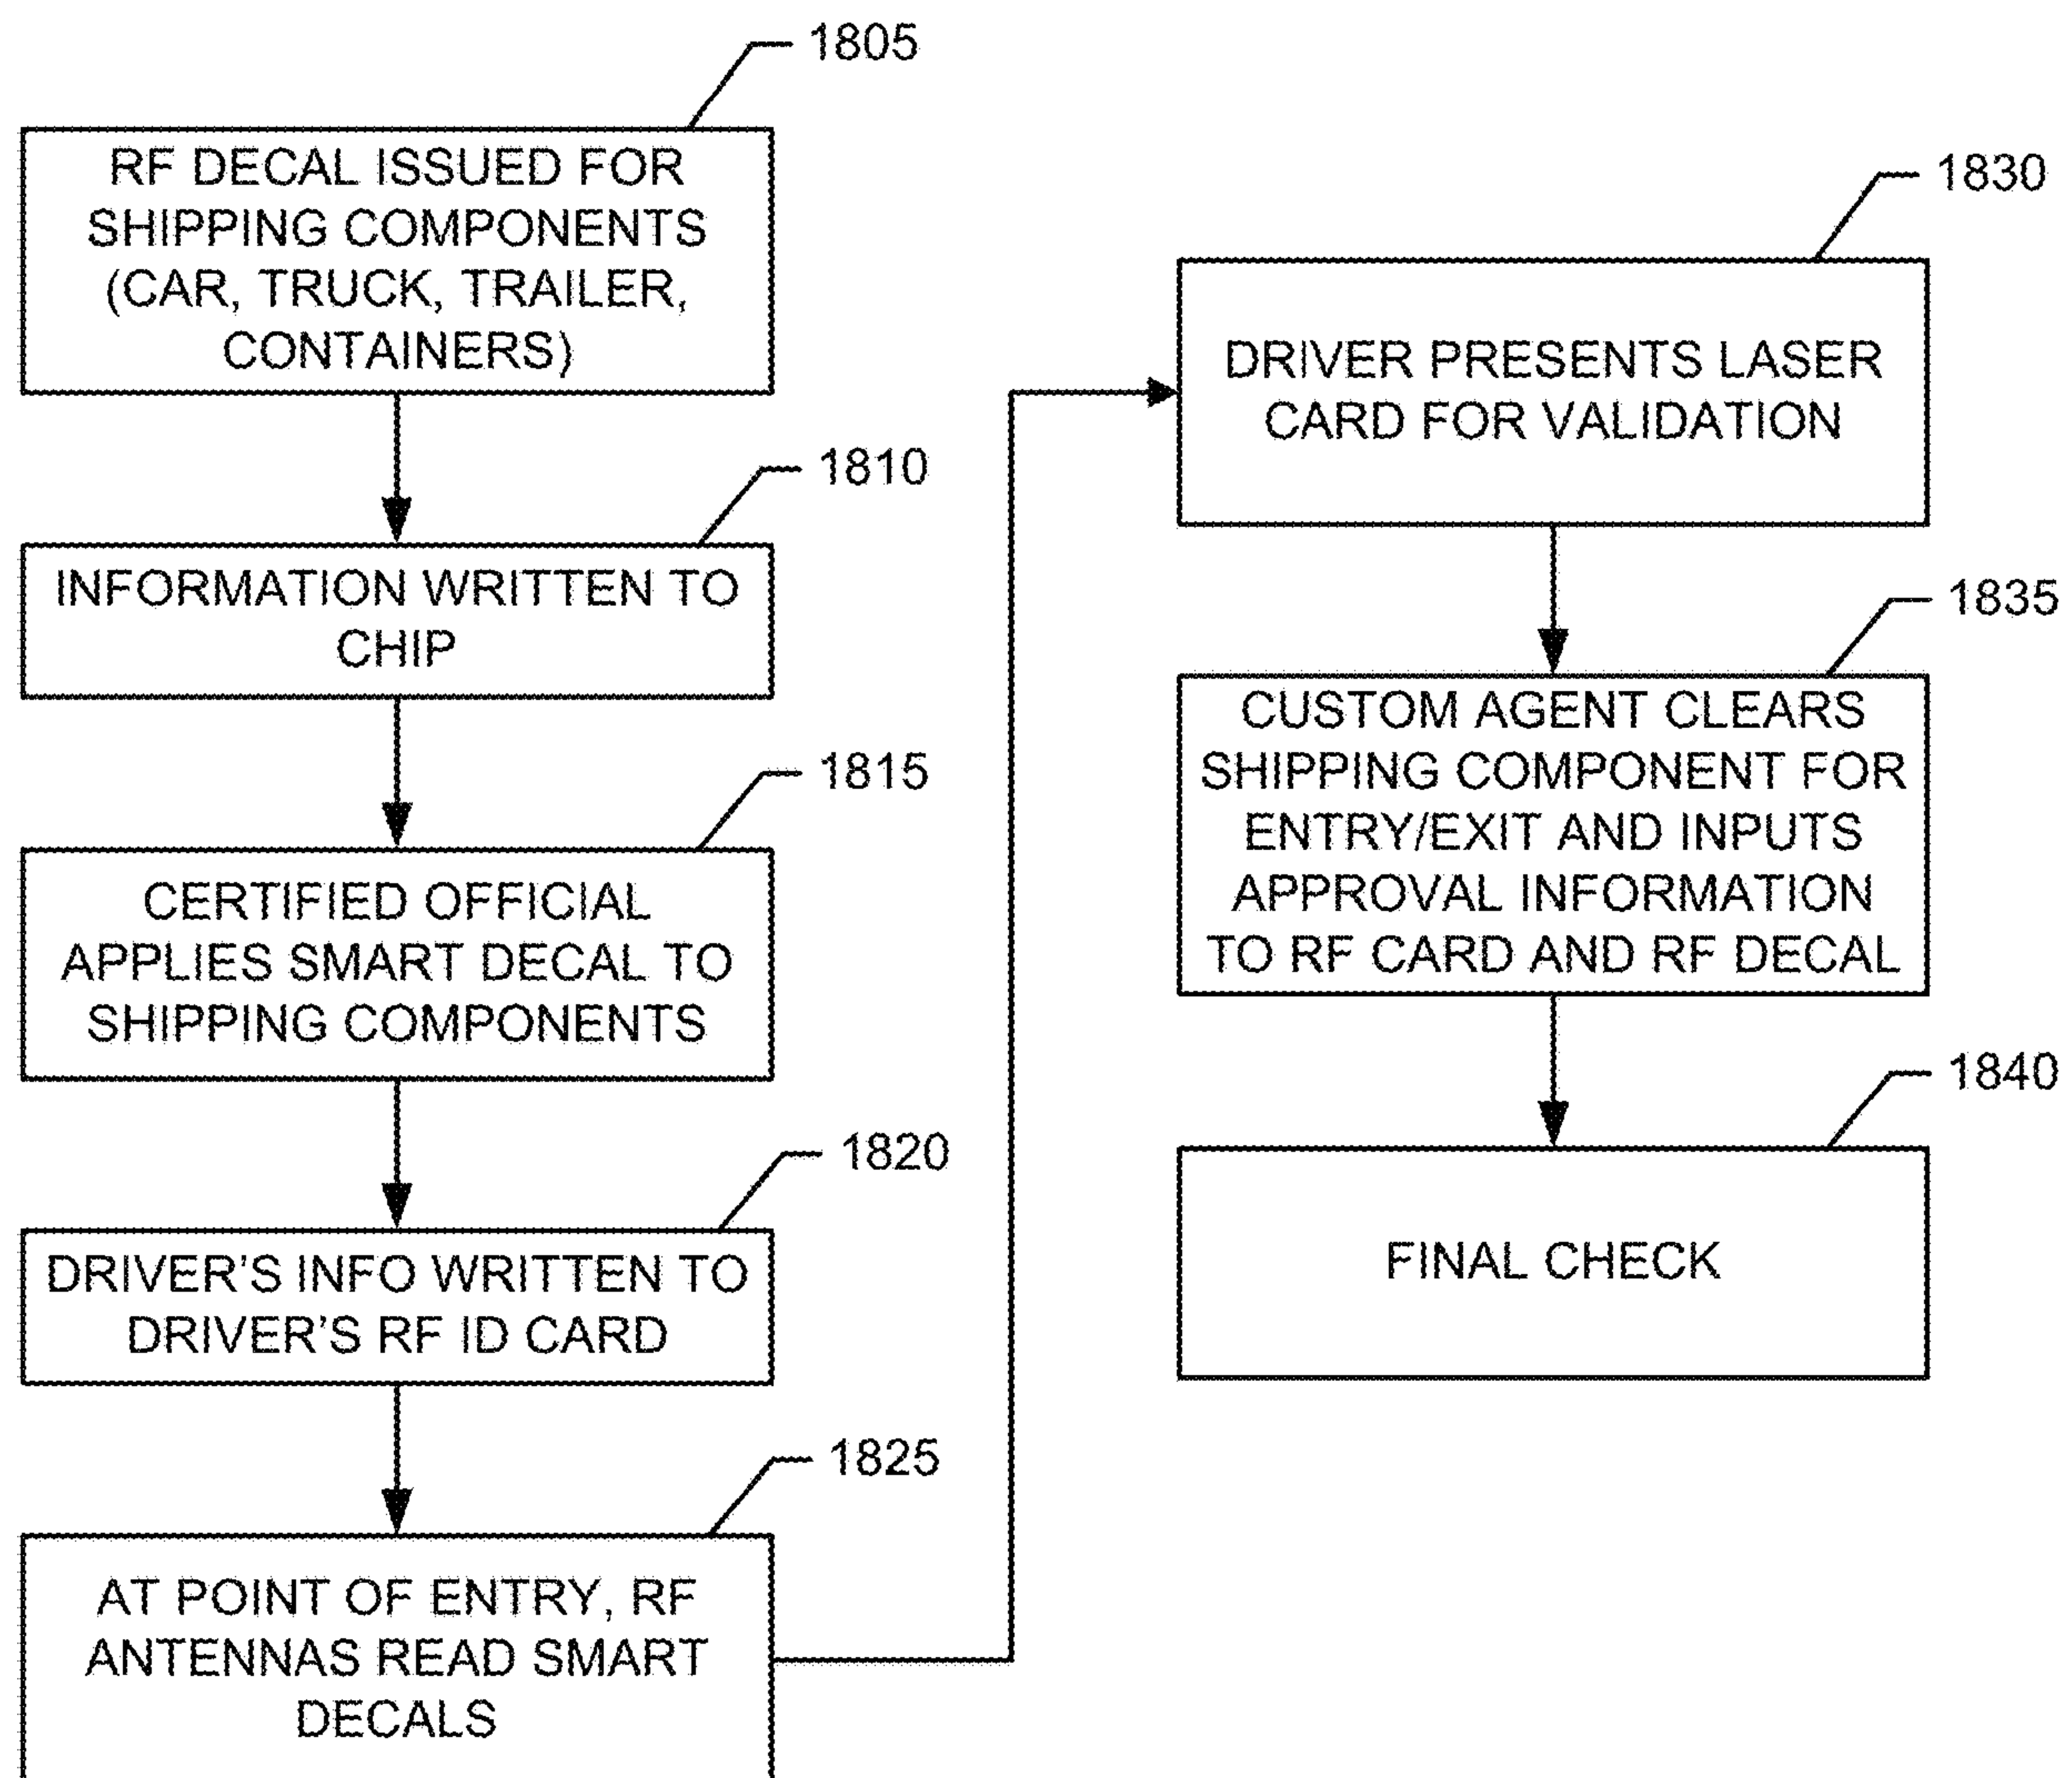 1805
RF DECAL ISSUED FOR
SHIPPING COMPONENTS
(CAR, TRUCK, TRAILER,
CONTAINERS)
1810
INFORMATION WRITTEN TO
CHIP
1815
CERTIFIED OFFICIAL
APPLIES SMART DECAL TO
SHIPPING COMPONENTS
1820
DRIVER'S INFO WRITTEN TO
DRIVER'S RF ID CARD
1825
AT POINT OF ENTRY, RF
ANTENNAS READ SMART
DECALS
1830
DRIVER PRESENTS LASER
CARD FOR VALIDATION
1835
CUSTOM AGENT CLEARS
SHIPPING COMPONENT FOR
ENTRY/EXIT AND INPUTS
APPROVAL INFORMATION
TO RF CARD AND RF DECAL
1840
FINAL CHECK